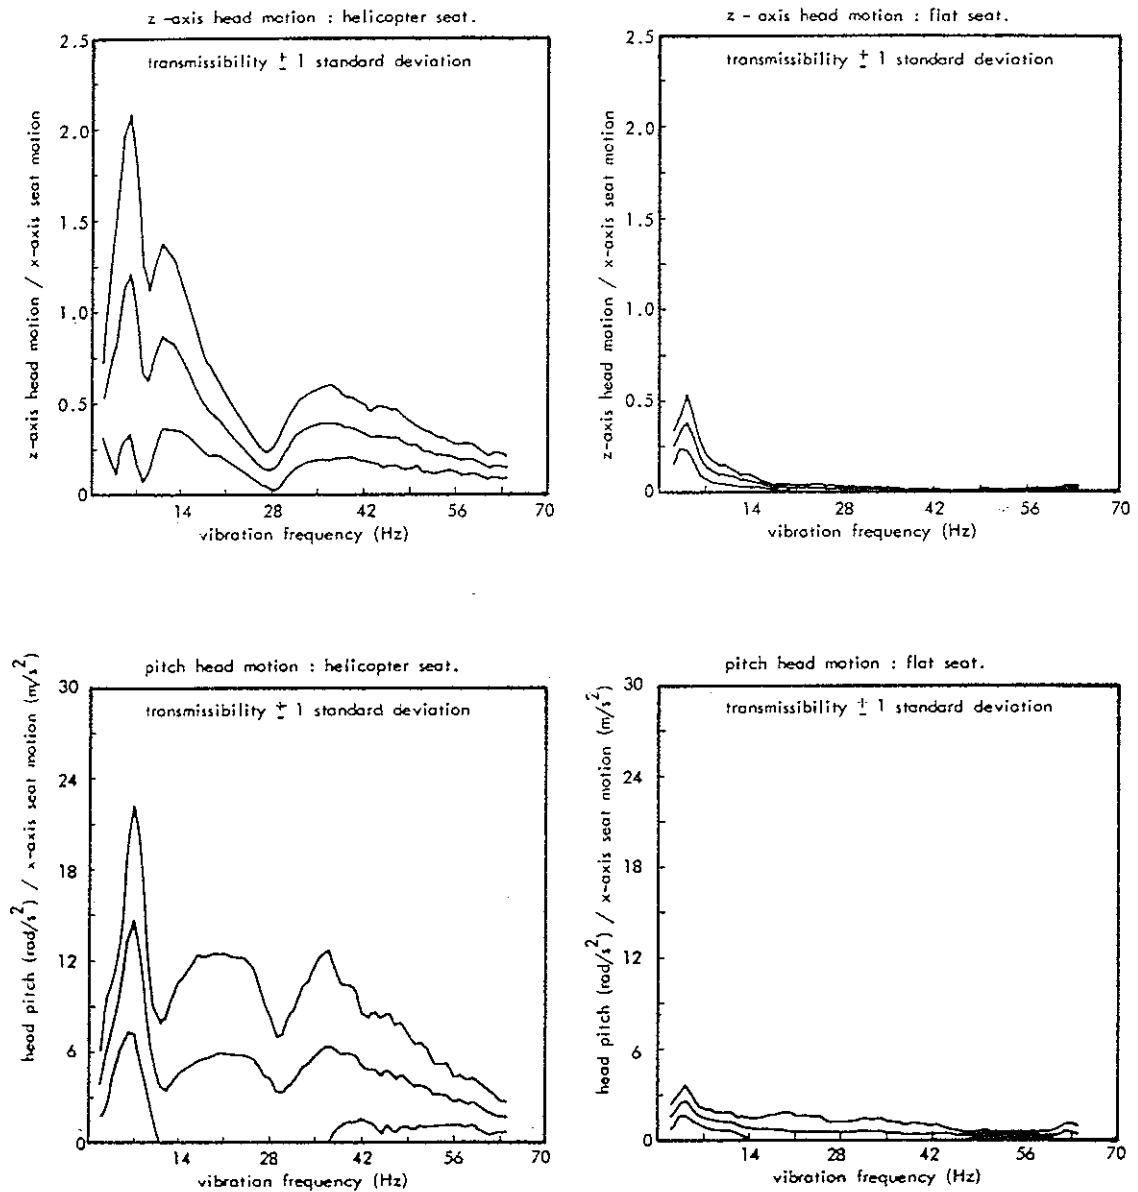 z -axis head motion : helicopter seat.
transmissibility ± 1 standard deviation
2.5
2.0
1.5
1.0
0.5
0
z-axis head motion / x-axis seat motion
14 28 42 56 70
vibration frequency (Hz)
z - axis head motion : flat seat.
transmissibility ± 1 standard deviation
2.5
2.0
1.5
1.0
0.5
0
z-axis head motion / x-axis seat motion
14 28 42 56 70
vibration frequency (Hz)
pitch head motion : helicopter seat.
transmissibility ± 1 standard deviation
30
24
18
12
6
0
head pitch (rad/s²) / x-axis seat motion (m/s²)
14 28 42 56 70
vibration frequency (Hz)
pitch head motion : flat seat.
transmissibility ± 1 standard deviation
30
24
18
12
6
0
head pitch (rad/s²) / x-axis seat motion (m/s²)
14 28 42 56 70
vibration frequency (Hz)